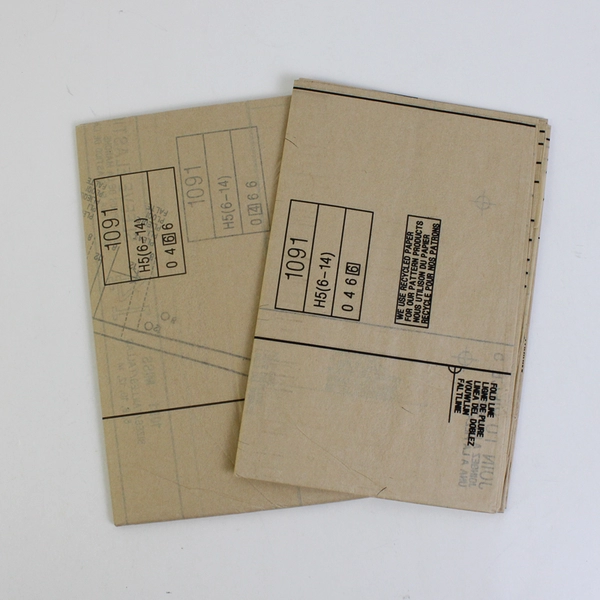 1091
H5(6-14)
0 4 6 6
1091
H5(6-14)
0 4 6 6
1091
H5(6-14)
0 4 6 6
WE USE RECYCLED PAPER
FOR OUR PATTERN PRODUCTS
NOUS UTILISON DU PAPIER
RECYCLE POUR NOS PATRONS
FOLD LINE
LIGNE DE PLIURE
LINEA DEL DOBLEZ
VOUWLIJN
FALTLINIE